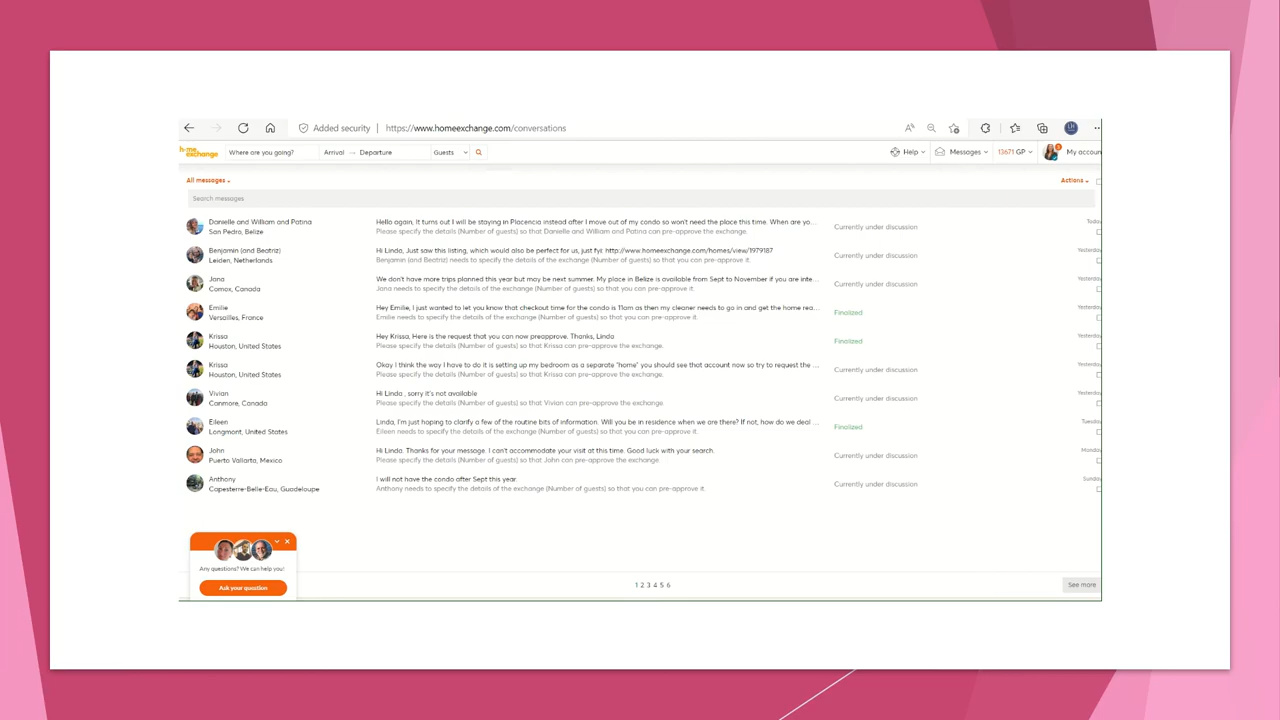 Added security | https://www.homeexchange.com/conversations
home exchange Where are you going? Arrival → Departure Guests Help Messages 13671 GP My accoun
All messages Actions
Search messages
Danielle and William and Patina Hello again, It turns out I will be staying in Placencia instead after I move out of my condo so won't need the place this time. When are yo... Today
San Pedro, Belize Please specify the details (Number of guests) so that Danielle and William and Patina can pre-approve the exchange. Currently under discussion
Benjamin (and Beatriz) Hi Linda, Just saw this listing, which would also be perfect for us, just fyi: http://www.homeexchange.com/homes/view/1979187 Yesterday
Leiden, Netherlands Benjamin (and Beatriz) needs to specify the details of the exchange (Number of guests) so that you can pre-approve it. Currently under discussion
Jana We don't have more trips planned this year but may be next summer. My place in Belize is available from Sept to November if you are inte... Yesterday
Comox, Canada Jana needs to specify the details of the exchange (Number of guests) so that you can pre-approve it. Currently under discussion
Emilie Hey Emilie, I just wanted to let you know that checkout time for the condo is 11am as then my cleaner needs to go in and get the home rea... Yesterday
Versailles, France Emilie needs to specify the details of the exchange (Number of guests) so that you can pre-approve it. Finalized
Krissa Hey Krissa, Here is the request that you can now preapprove. Thanks, Linda Yesterday
Houston, United States Please specify the details (Number of guests) so that Krissa can pre-approve the exchange. Finalized
Krissa Okay I think the way I have to do it is setting up my bedroom as a separate "home" you should see that account now so try to request the ... Yesterday
Houston, United States Please specify the details (Number of guests) so that Krissa can pre-approve the exchange. Currently under discussion
Vivian Hi Linda , sorry it's not available Yesterday
Canmore, Canada Please specify the details (Number of guests) so that Vivian can pre-approve the exchange. Currently under discussion
Eileen Linda, I'm just hoping to clarify a few of the routine bits of information. Will you be in residence when we are there? If not, how do we deal ... Tuesday
Longmont, United States Eileen needs to specify the details of the exchange (Number of guests) so that you can pre-approve it. Finalized
John Hi Linda. Thanks for your message. I can't accommodate your visit at this time. Good luck with your search. Monday
Puerto Vallarta, Mexico Please specify the details (Number of guests) so that John can pre-approve the exchange. Currently under discussion
Anthony I will not have the condo after Sept this year. Sunday
Capesterre-Belle-Eau, Guadeloupe Anthony needs to specify the details of the exchange (Number of guests) so that you can pre-approve it. Currently under discussion
Any questions? We can help you!
Ask your question
1 2 3 4 5 6 See more